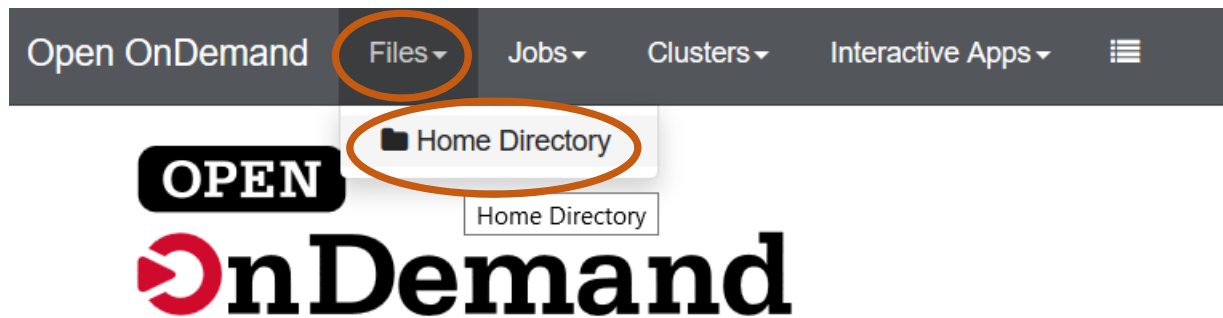 Open OnDemand Files Jobs Clusters Interactive Apps
Home Directory
OPEN
Home Directory
OnDemand